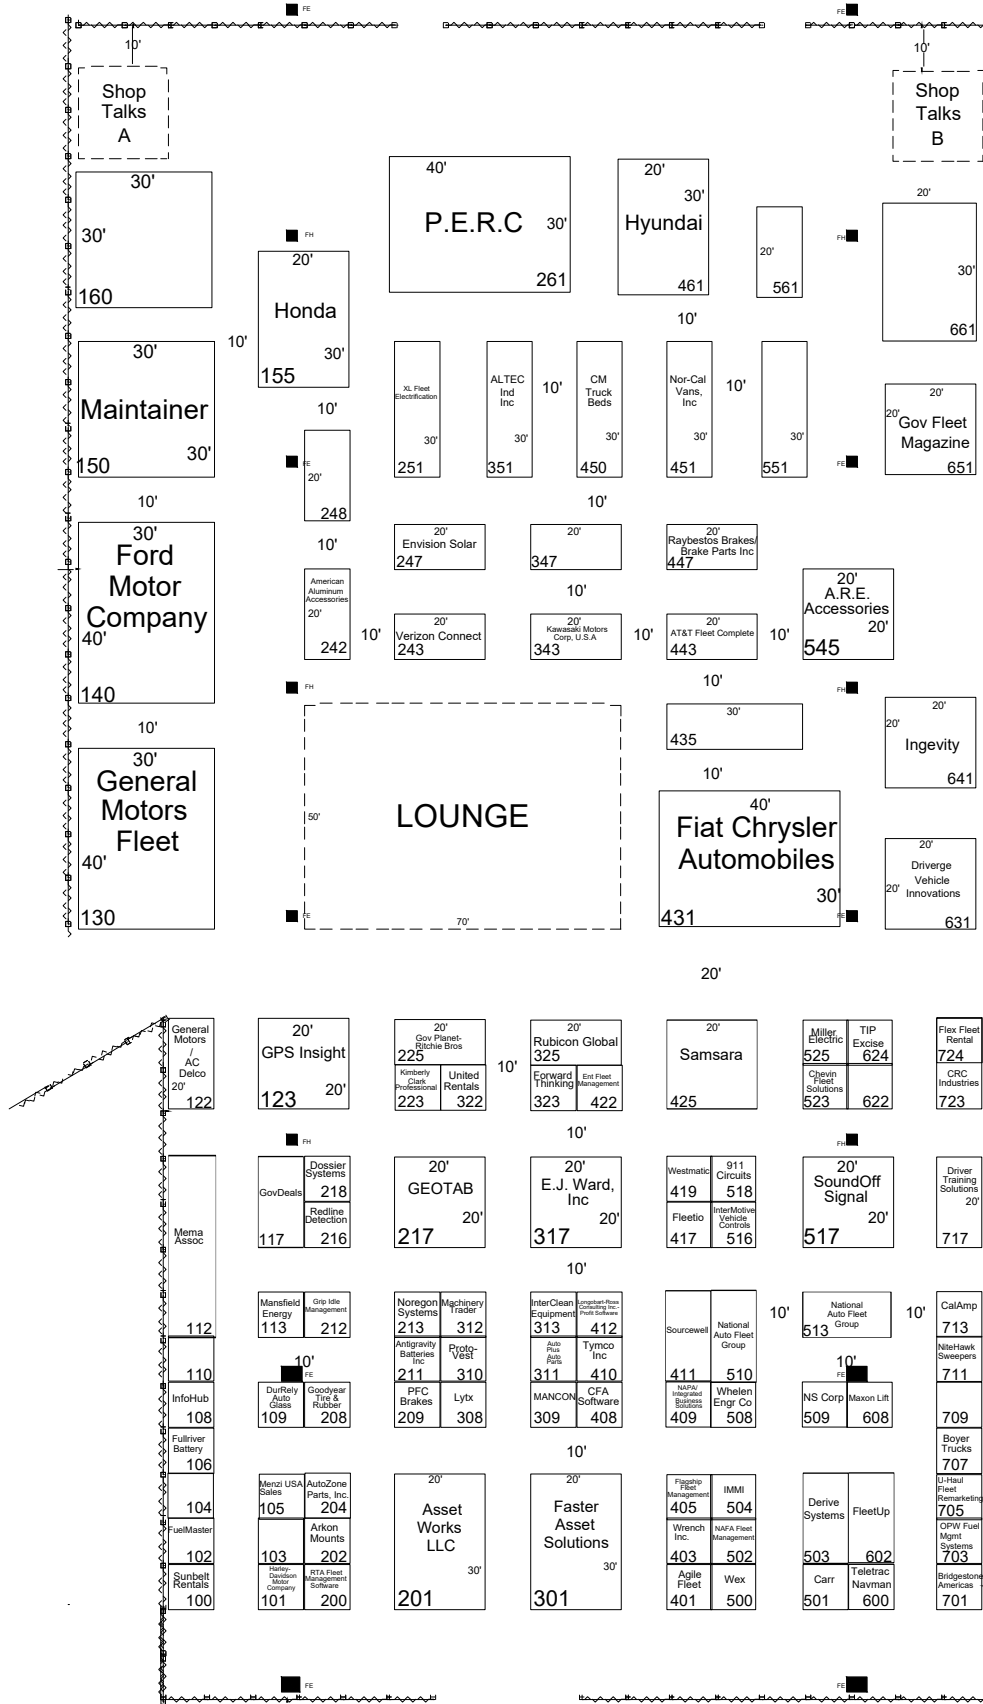 FE
FE
10'
10'
Shop
Talks
A
Shop
Talks
B
30'
30'
160
40'
P.E.R.C
30'
261
20'
30'
Hyundai
461
20'
561
20'
30'
661
FH
FH
20'
Honda
30'
155
10'
10'
30'
Maintainer
30'
150
XL Fleet
Electrification
30'
251
ALTEC
Ind
Inc
30'
351
10'
CM
Truck
Beds
30'
450
Nor-Cal
Vans,
Inc
30'
451
10'
30'
551
20'
20'
Gov Fleet
Magazine
651
10'
FE
FE
20'
248
10'
10'
10'
30'
Ford
Motor
Company
40'
140
20'
Envision Solar
247
20'
347
20'
Raybestos Brakes/
Brake Parts Inc
447
American
Aluminum
Accessories
20'
242
10'
10'
20'
Verizon Connect
243
20'
Kawasaki Motors
Corp, U.S.A
343
10'
20'
AT&T Fleet Complete
443
10'
20'
A.R.E.
Accessories
20'
545
10'
FH
FH
30'
435
20'
20'
Ingevity
641
10'
10'
30'
General
Motors
Fleet
40'
130
50'
LOUNGE
70'
40'
Fiat Chrysler
Automobiles
30'
431
20'
20'
Driverge
Vehicle
Innovations
631
FE
FE
20'
General
Motors
/
AC
Delco
20'
122
20'
GPS Insight
20'
123
20'
Gov Planet-
Ritchie Bros
225
Kimberly
Clark
Professional
223
United
Rentals
322
10'
20'
Rubicon Global
325
Forward
Thinking
323
Ent Fleet
Management
422
20'
Samsara
425
Miller
Electric
525
TIP
Excise
624
Chevin
Fleet
Solutions
523
622
Flex Fleet
Rental
724
CRC
Industries
723
10'
FH
FH
Mema
Assoc
112
GovDeals
117
Dossier
Systems
218
Redline
Detection
216
20'
GEOTAB
20'
217
20'
E.J. Ward,
Inc
20'
317
Westmatic
419
911
Circuits
518
Fleetio
417
InterMotive
Vehicle
Controls
516
20'
SoundOff
Signal
20'
517
Driver
Training
Solutions
20'
717
10'
Mansfield
Energy
113
Grip Idle
Management
212
Noregon
Systems
213
Machinery
Trader
312
InterClean
Equipment
313
Longobart-Ross
Consulting Inc.-
Profit Software
412
Sourcewell
411
National
Auto Fleet
Group
510
10'
National
Auto Fleet
Group
513
10'
CalAmp
713
110
10'
FE
Antigravity
Batteries
Inc
211
Proto-
Vest
310
Auto
Plus
Auto
Parts
311
Tymco
Inc
410
10'
FE
NiteHawk
Sweepers
711
InfoHub
108
DurRely
Auto
Glass
109
Goodyear
Tire &
Rubber
208
PFC
Brakes
209
Lytx
308
MANCON
309
CFA
Software
408
NAPA/
Integrated
Business
Solutions
409
Whelen
Engr Co
508
NS Corp
509
Maxon Lift
608
709
Fullriver
Battery
106
10'
Boyer
Trucks
707
104
Menzi USA
Sales
105
AutoZone
Parts, Inc.
204
20'
Asset
Works
LLC
30'
201
20'
Faster
Asset
Solutions
30'
301
Flagship
Fleet
Management
405
IMMI
504
Derive
Systems
503
FleetUp
602
U-Haul
Fleet
Remarketing
705
FuelMaster
102
103
Arkon
Mounts
202
Wrench
Inc.
403
NAFA Fleet
Management
502
OPW Fuel
Mgmt
Systems
703
Sunbelt
Rentals
100
Harley-
Davidson
Motor
Company
101
RTA Fleet
Management
Software
200
Agile
Fleet
401
Wex
500
Carr
501
Teletrac
Navman
600
Bridgestone
Americas -
701
FE
FE